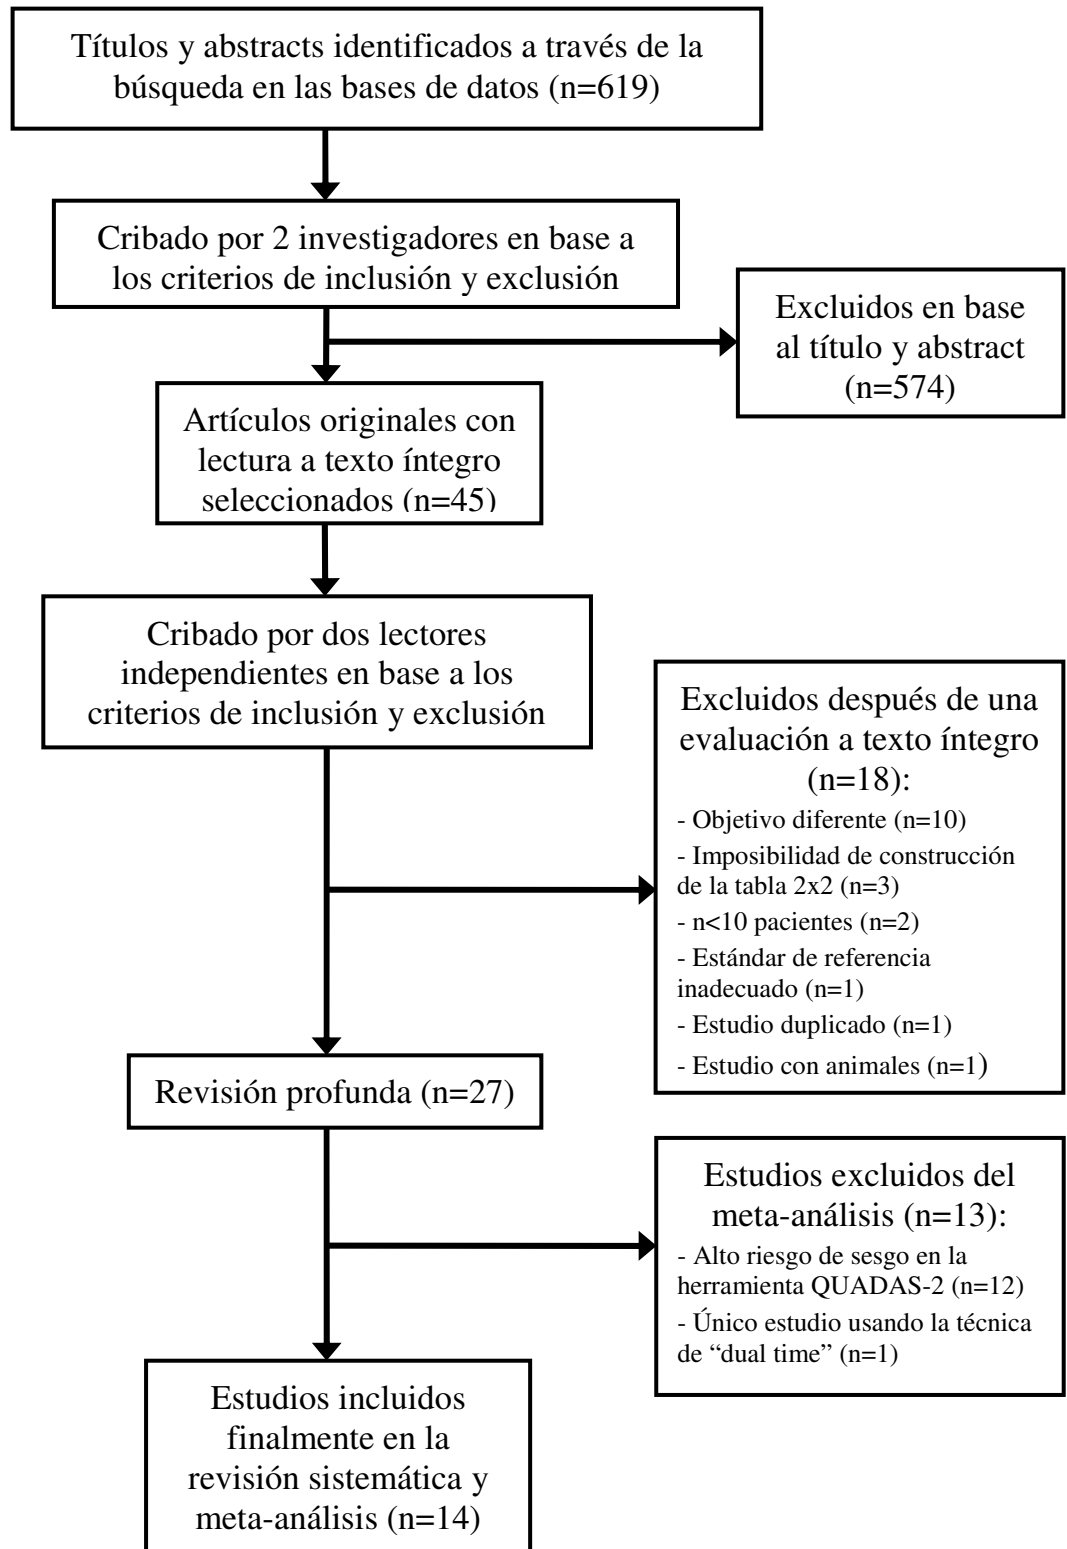 Títulos y abstracts identificados a través de la
búsqueda en las bases de datos (n=619)
Cribado por 2 investigadores en base a
los criterios de inclusión y exclusión
Excluidos en base
al título y abstract
(n=574)
Artículos originales con
lectura a texto íntegro
seleccionados (n=45)
Cribado por dos lectores
independientes en base a los
criterios de inclusión y exclusión
Excluidos después de una
evaluación a texto íntegro
(n=18):
- Objetivo diferente (n=10)
- Imposibilidad de construcción
de la tabla 2x2 (n=3)
- n<10 pacientes (n=2)
- Estándar de referencia
inadecuado (n=1)
- Estudio duplicado (n=1)
- Estudio con animales (n=1)
Revisión profunda (n=27)
Estudios excluidos del
meta-análisis (n=13):
- Alto riesgo de sesgo en la
herramienta QUADAS-2 (n=12)
- Único estudio usando la técnica
de “dual time” (n=1)
Estudios incluidos
finalmente en la
revisión sistemática y
meta-análisis (n=14)